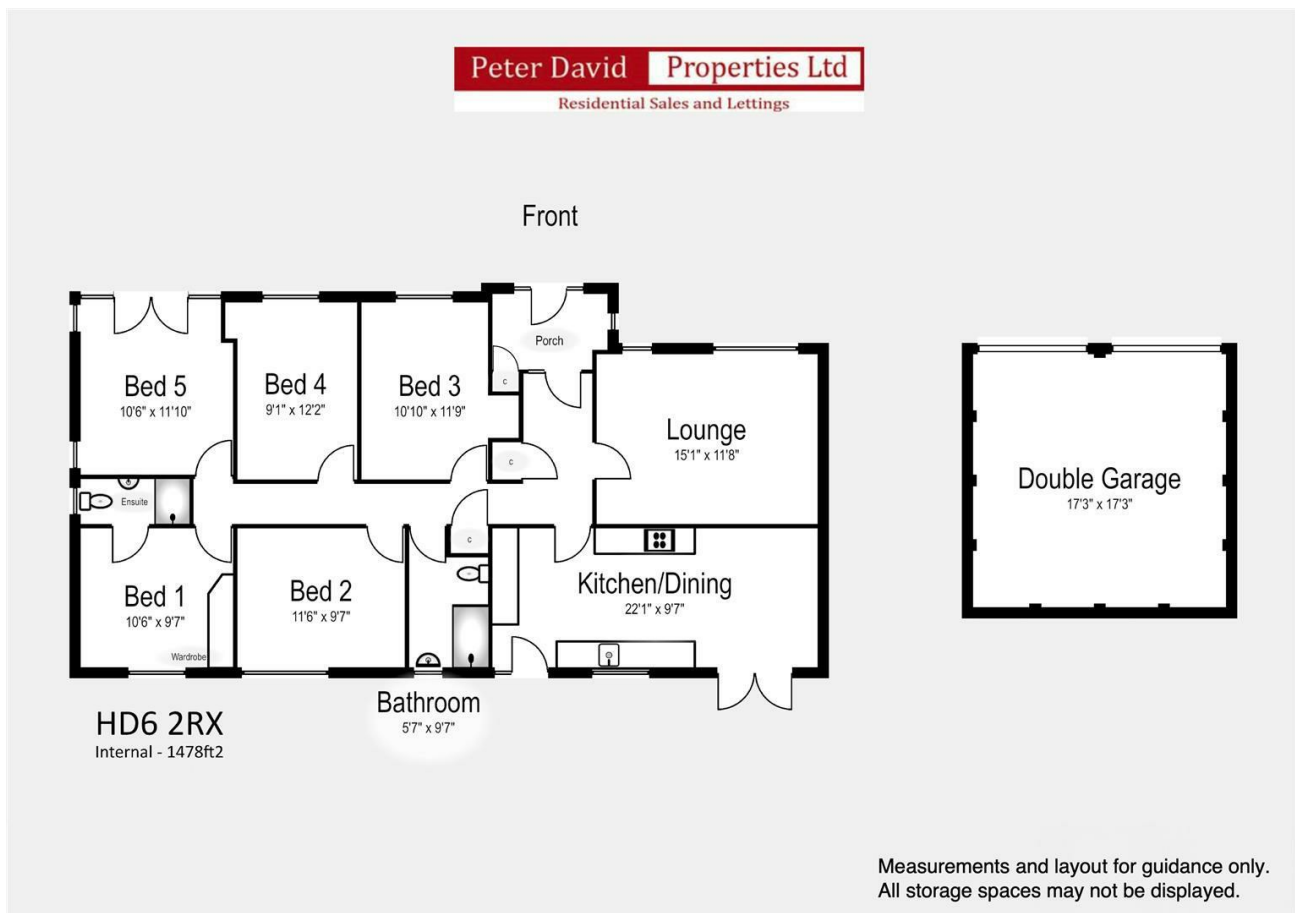 Peter David Properties Ltd
Residential Sales and Lettings
Front
Porch
Bed 5
10'6" x 11'10"
Bed 4
9'1" x 12'2"
Bed 3
10'10" x 11'9"
c
Lounge
15'1" x 11'8"
c
Double Garage
17'3" x 17'3"
Ensuite
c
Bed 1
10'6" x 9'7"
Wardrobe
Bed 2
11'6" x 9'7"
Kitchen/Dining
22'1" x 9'7"
Bathroom
5'7" x 9'7"
HD6 2RX
Internal - 1478ft2
Measurements and layout for guidance only.
All storage spaces may not be displayed.